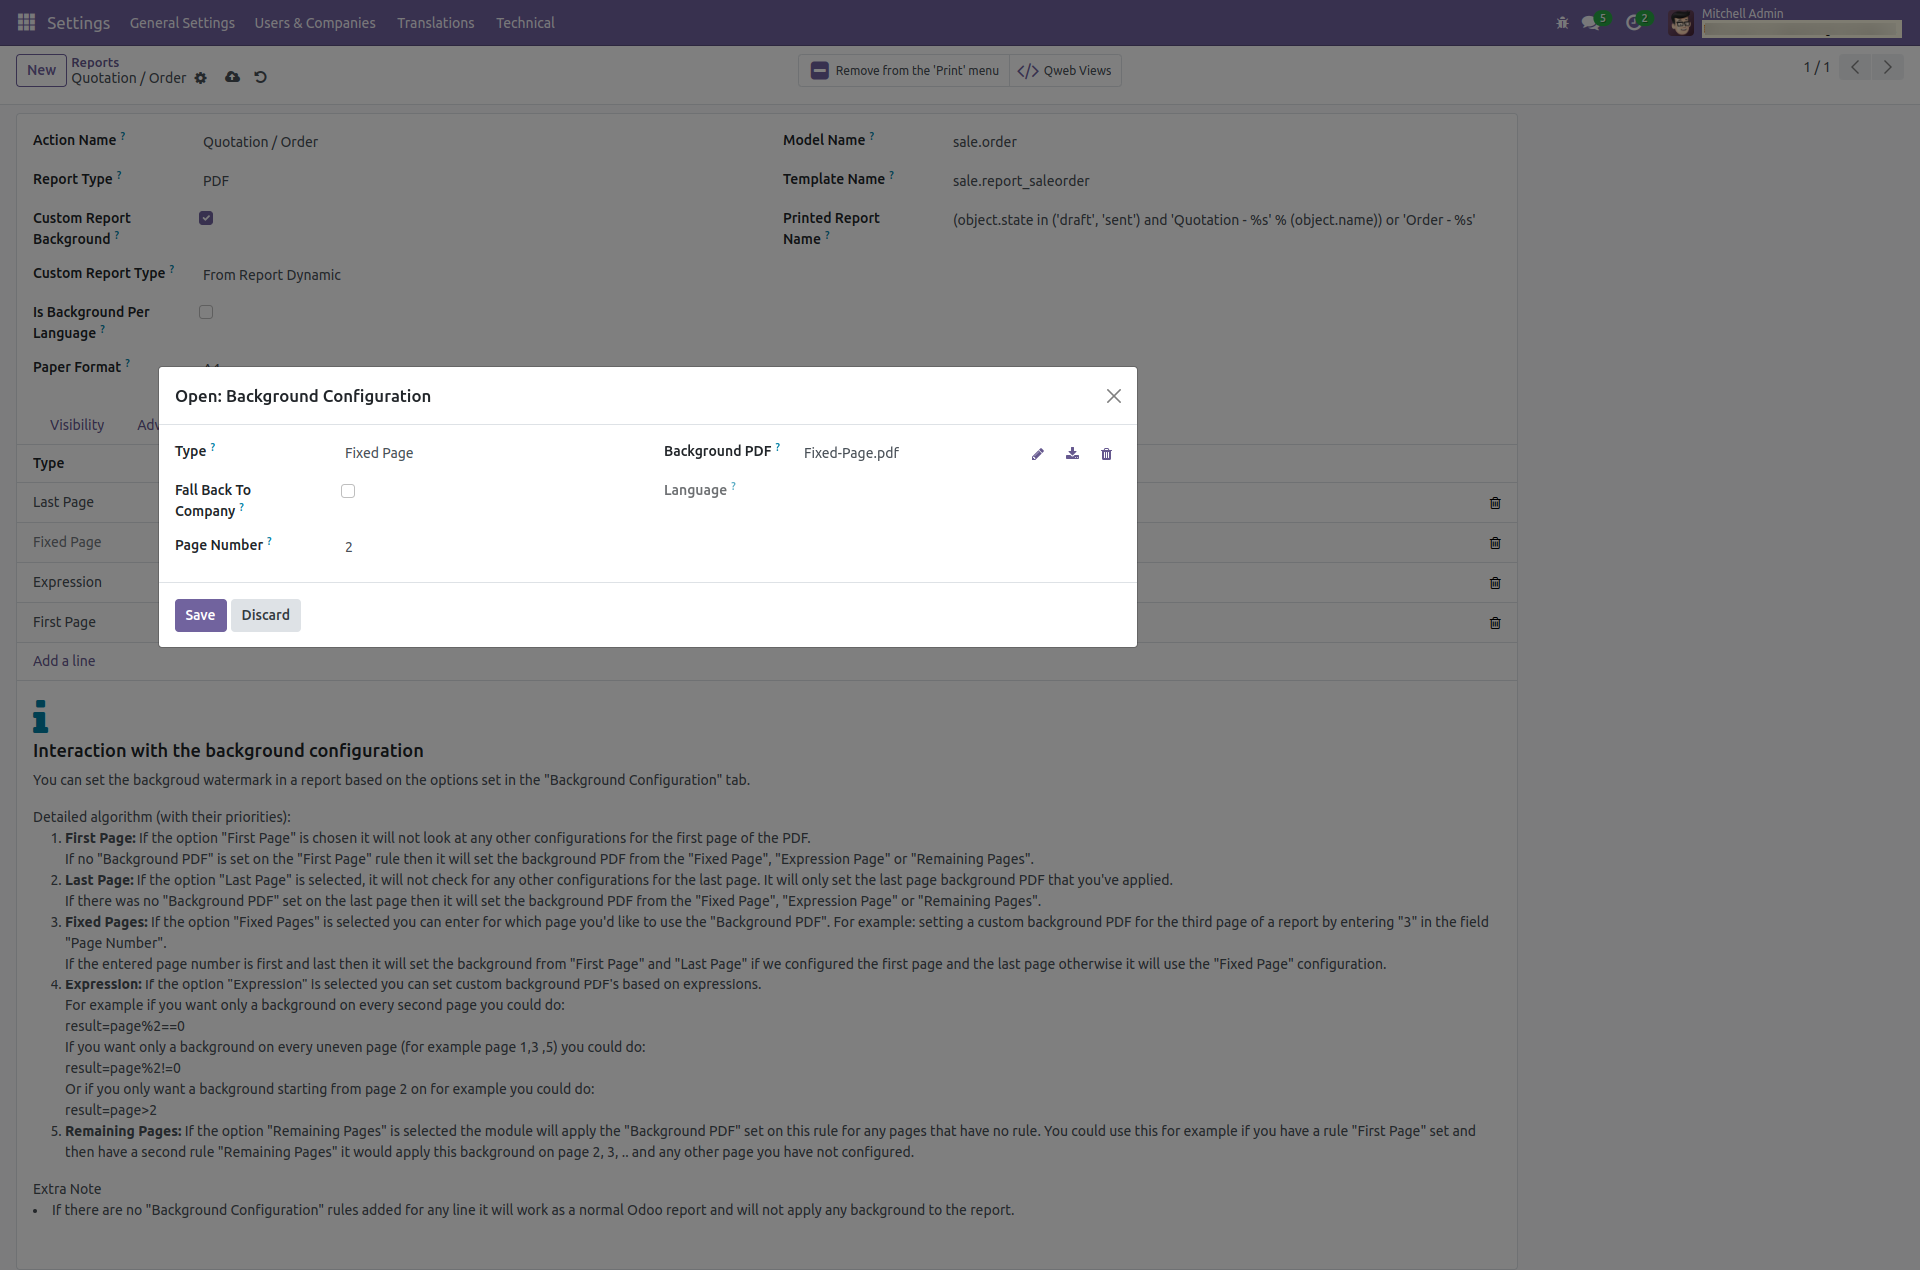 Settings General Settings Users & Companies Translations Technical 5 2 Mitchell Admin
New Reports
Quotation / Order Remove from the 'Print' menu </> Qweb Views 1 / 1
Action Name ? Quotation / Order Model Name ? sale.order
Report Type ? PDF Template Name ? sale.report_saleorder
Custom Report Background ? Printed Report Name ? (object.state in ('draft', 'sent') and 'Quotation - %s' % (object.name)) or 'Order - %s'
Custom Report Type ? From Report Dynamic
Is Background Per Language ?
Paper Format ?
Open: Background Configuration
Visibility
Type ? Fixed Page Background PDF ? Fixed-Page.pdf
Type
Fall Back To Company ? Language ?
Last Page
Page Number ? 2
Fixed Page
Expression
Save Discard
First Page
Add a line
Interaction with the background configuration
You can set the backgroud watermark in a report based on the options set in the "Background Configuration" tab.
Detailed algorithm (with their priorities):
1. First Page: If the option "First Page" is chosen it will not look at any other configurations for the first page of the PDF.
If no "Background PDF" is set on the "First Page" rule then it will set the background PDF from the "Fixed Page", "Expression Page" or "Remaining Pages".
2. Last Page: If the option "Last Page" is selected, it will not check for any other configurations for the last page. It will only set the last page background PDF that you've applied.
If there was no "Background PDF" set on the last page then it will set the background PDF from the "Fixed Page", "Expression Page" or "Remaining Pages".
3. Fixed Pages: If the option "Fixed Pages" is selected you can enter for which page you'd like to use the "Background PDF". For example: setting a custom background PDF for the third page of a report by entering "3" in the field
"Page Number".
If the entered page number is first and last then it will set the background from "First Page" and "Last Page" if we configured the first page and the last page otherwise it will use the "Fixed Page" configuration.
4. Expression: If the option "Expression" is selected you can set custom background PDF's based on expressions.
For example if you want only a background on every second page you could do:
result=page%2==0
If you want only a background on every uneven page (for example page 1,3 ,5) you could do:
result=page%2!=0
Or if you only want a background starting from page 2 on for example you could do:
result=page>2
5. Remaining Pages: If the option "Remaining Pages" is selected the module will apply the "Background PDF" set on this rule for any pages that have no rule. You could use this for example if you have a rule "First Page" set and
then have a second rule "Remaining Pages" it would apply this background on page 2, 3, .. and any other page you have not configured.
Extra Note
• If there are no "Background Configuration" rules added for any line it will work as a normal Odoo report and will not apply any background to the report.